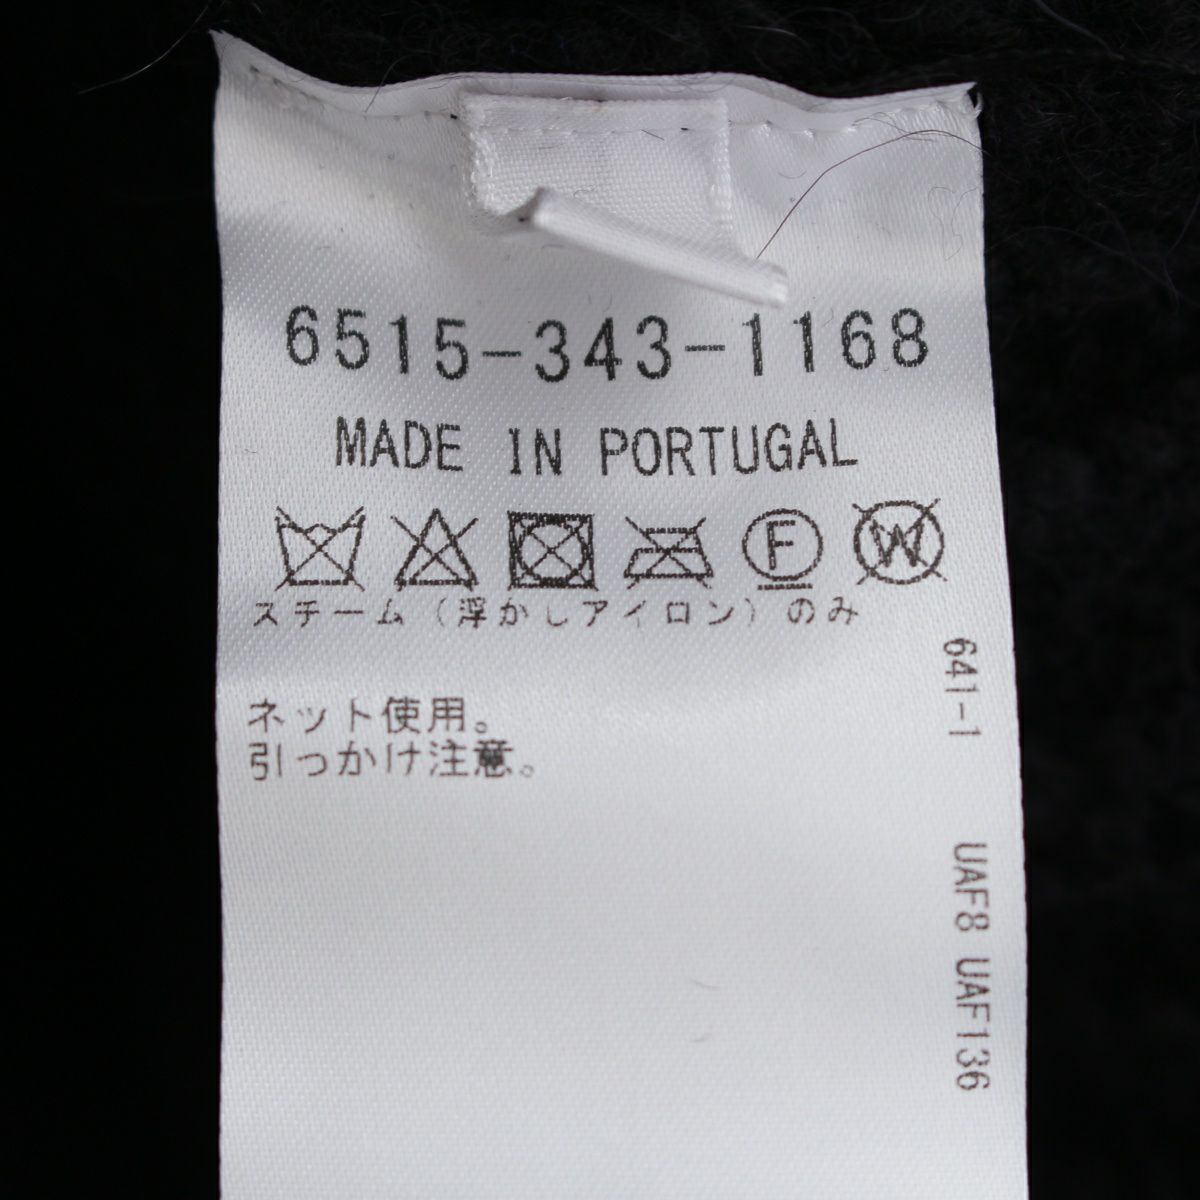 6515-343-1168
MADE IN PORTUGAL
F W
スチーム(浮かしアイロン)のみ
ネット使用。
引っかけ注意。
641-1
UAF8 UAF136